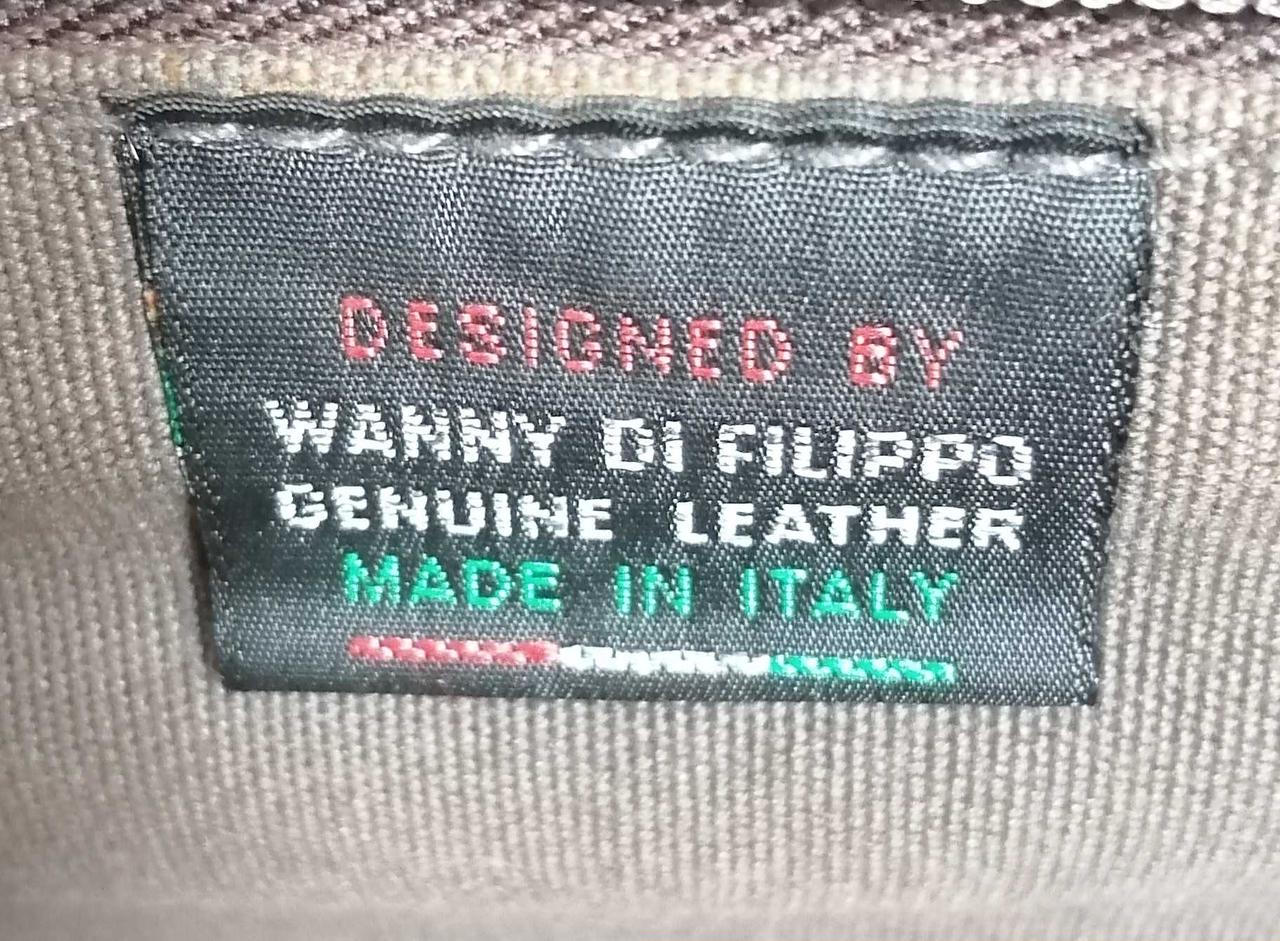 DESIGNED BY
WANNY DI FILIPPO
GENUINE LEATHER
MADE IN ITALY